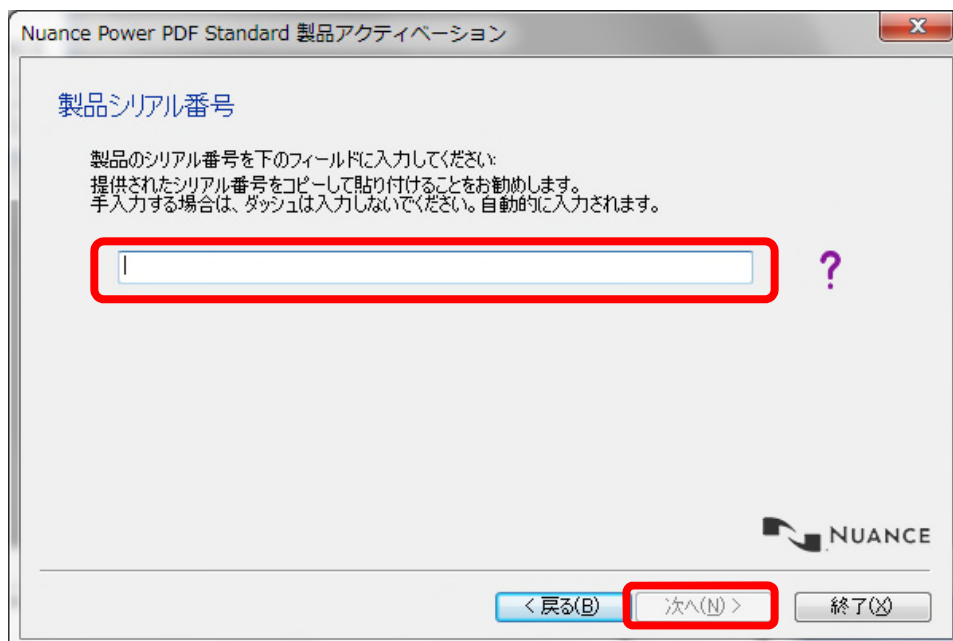 Nuance Power PDF Standard 製品アクティベーション
x
製品シリアル番号
製品のシリアル番号を下のフィールドに入力してください:
提供されたシリアル番号をコピーして貼り付けることをお勧めします。
手入力する場合は、ダッシュは入力しないでください。自動的に入力されます。
?
NUANCE
< 戻る(B) 次へ(N) > 終了(X)